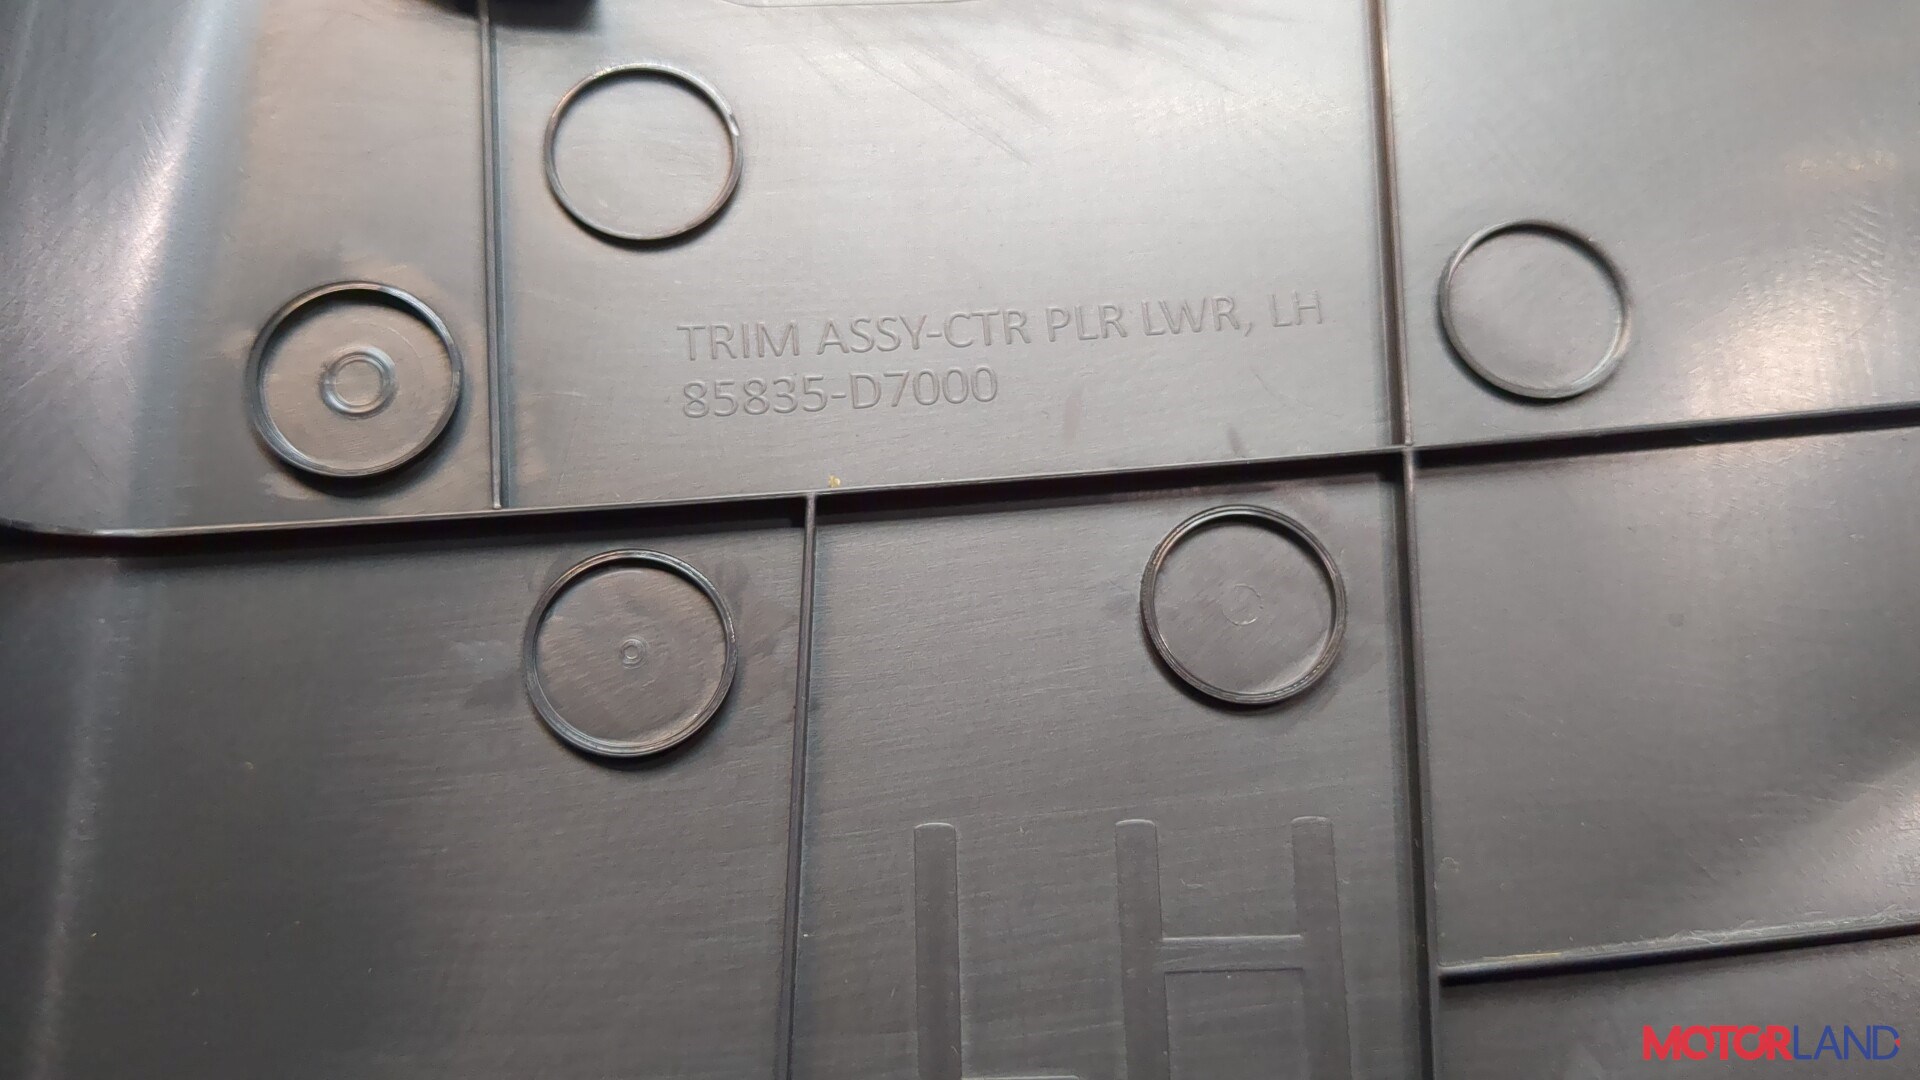 TRIM ASSY-CTR PLR LWR, LH
85835-D7000
LH
MOTORLAND